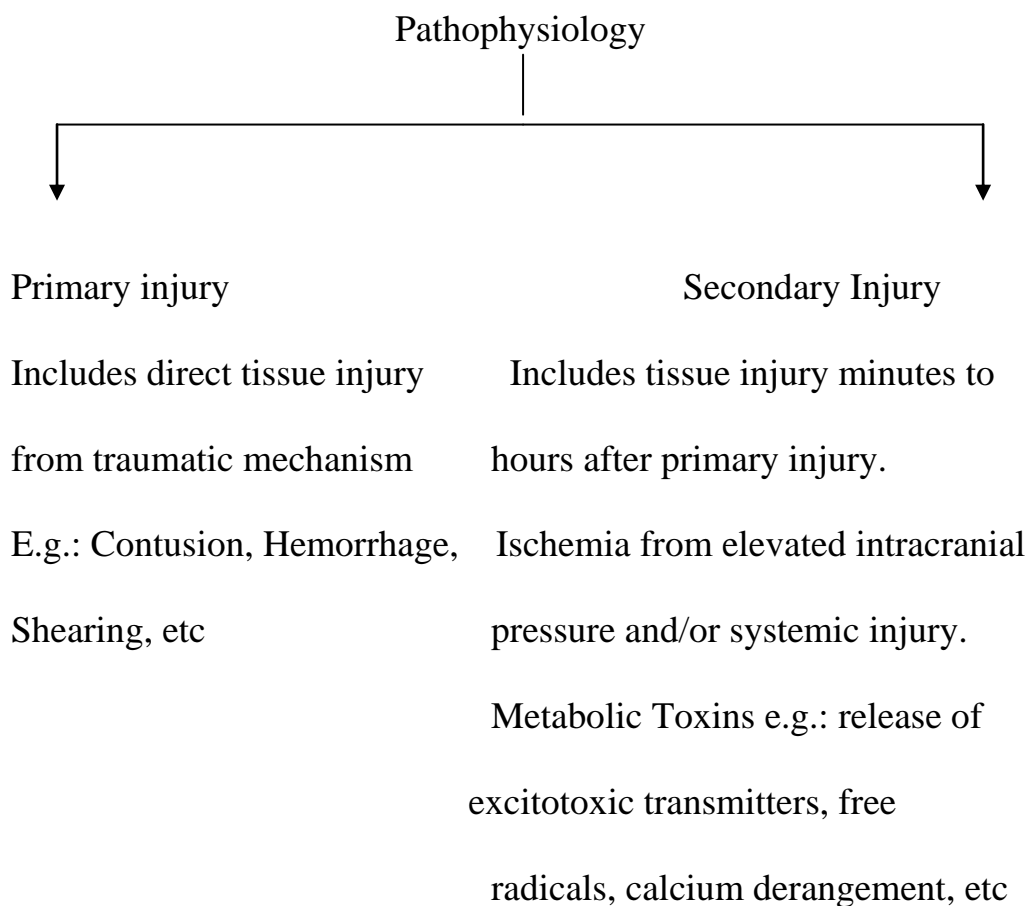 Pathophysiology
Primary injury
Includes direct tissue injury
from traumatic mechanism
E.g.: Contusion, Hemorrhage,
Shearing, etc
Secondary Injury
Includes tissue injury minutes to
hours after primary injury.
Ischemia from elevated intracranial
pressure and/or systemic injury.
Metabolic Toxins e.g.: release of
excitotoxic transmitters, free
radicals, calcium derangement, etc